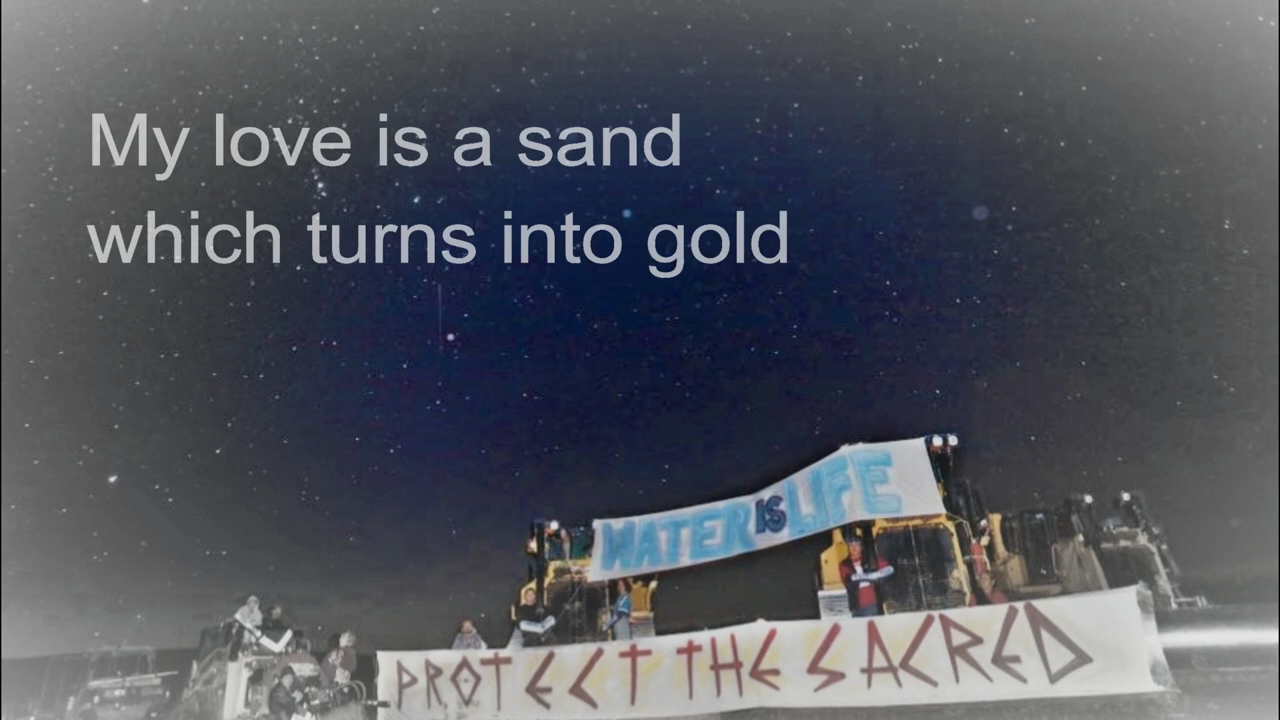 My love is a sand
which turns into gold
WATER IS LIFE
PROTECT THE SACRED